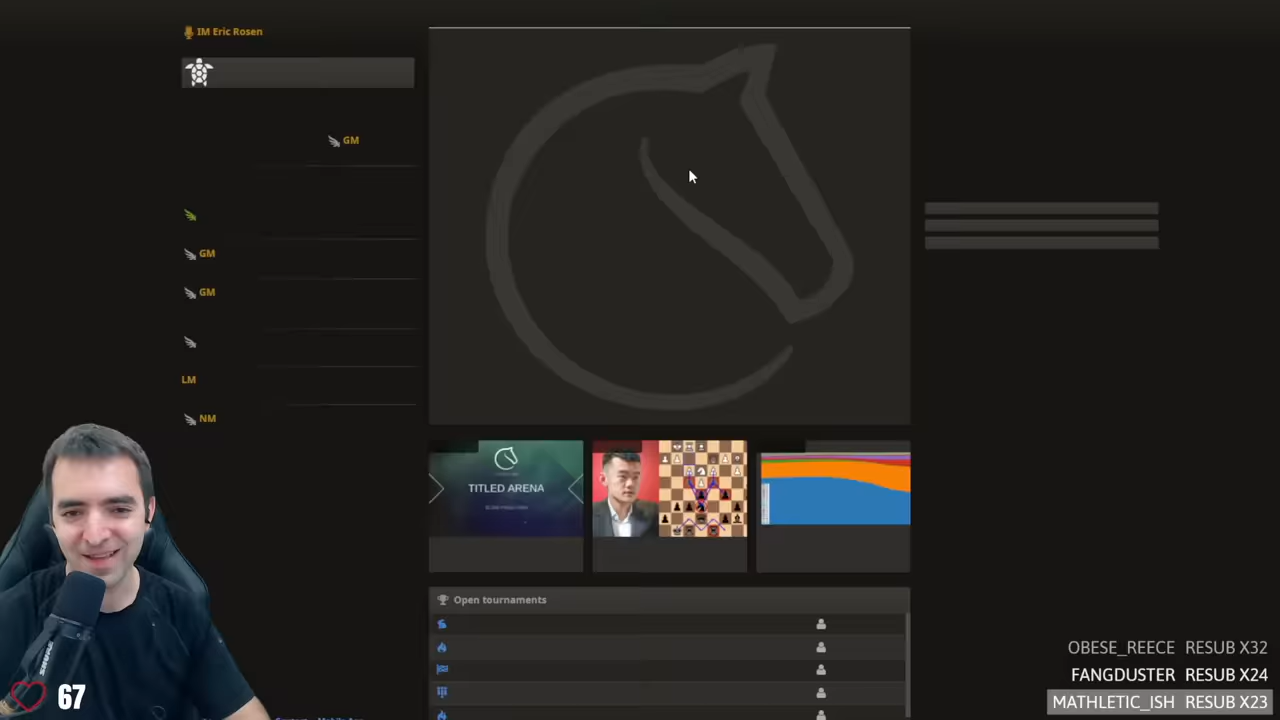 IM Eric Rosen
GM
GM
GM
LM
NM
TITLED ARENA
Open tournaments
67
OBESE_REECE RESUB X32
FANGDUSTER RESUB X24
MATHLETIC_ISH RESUB X23